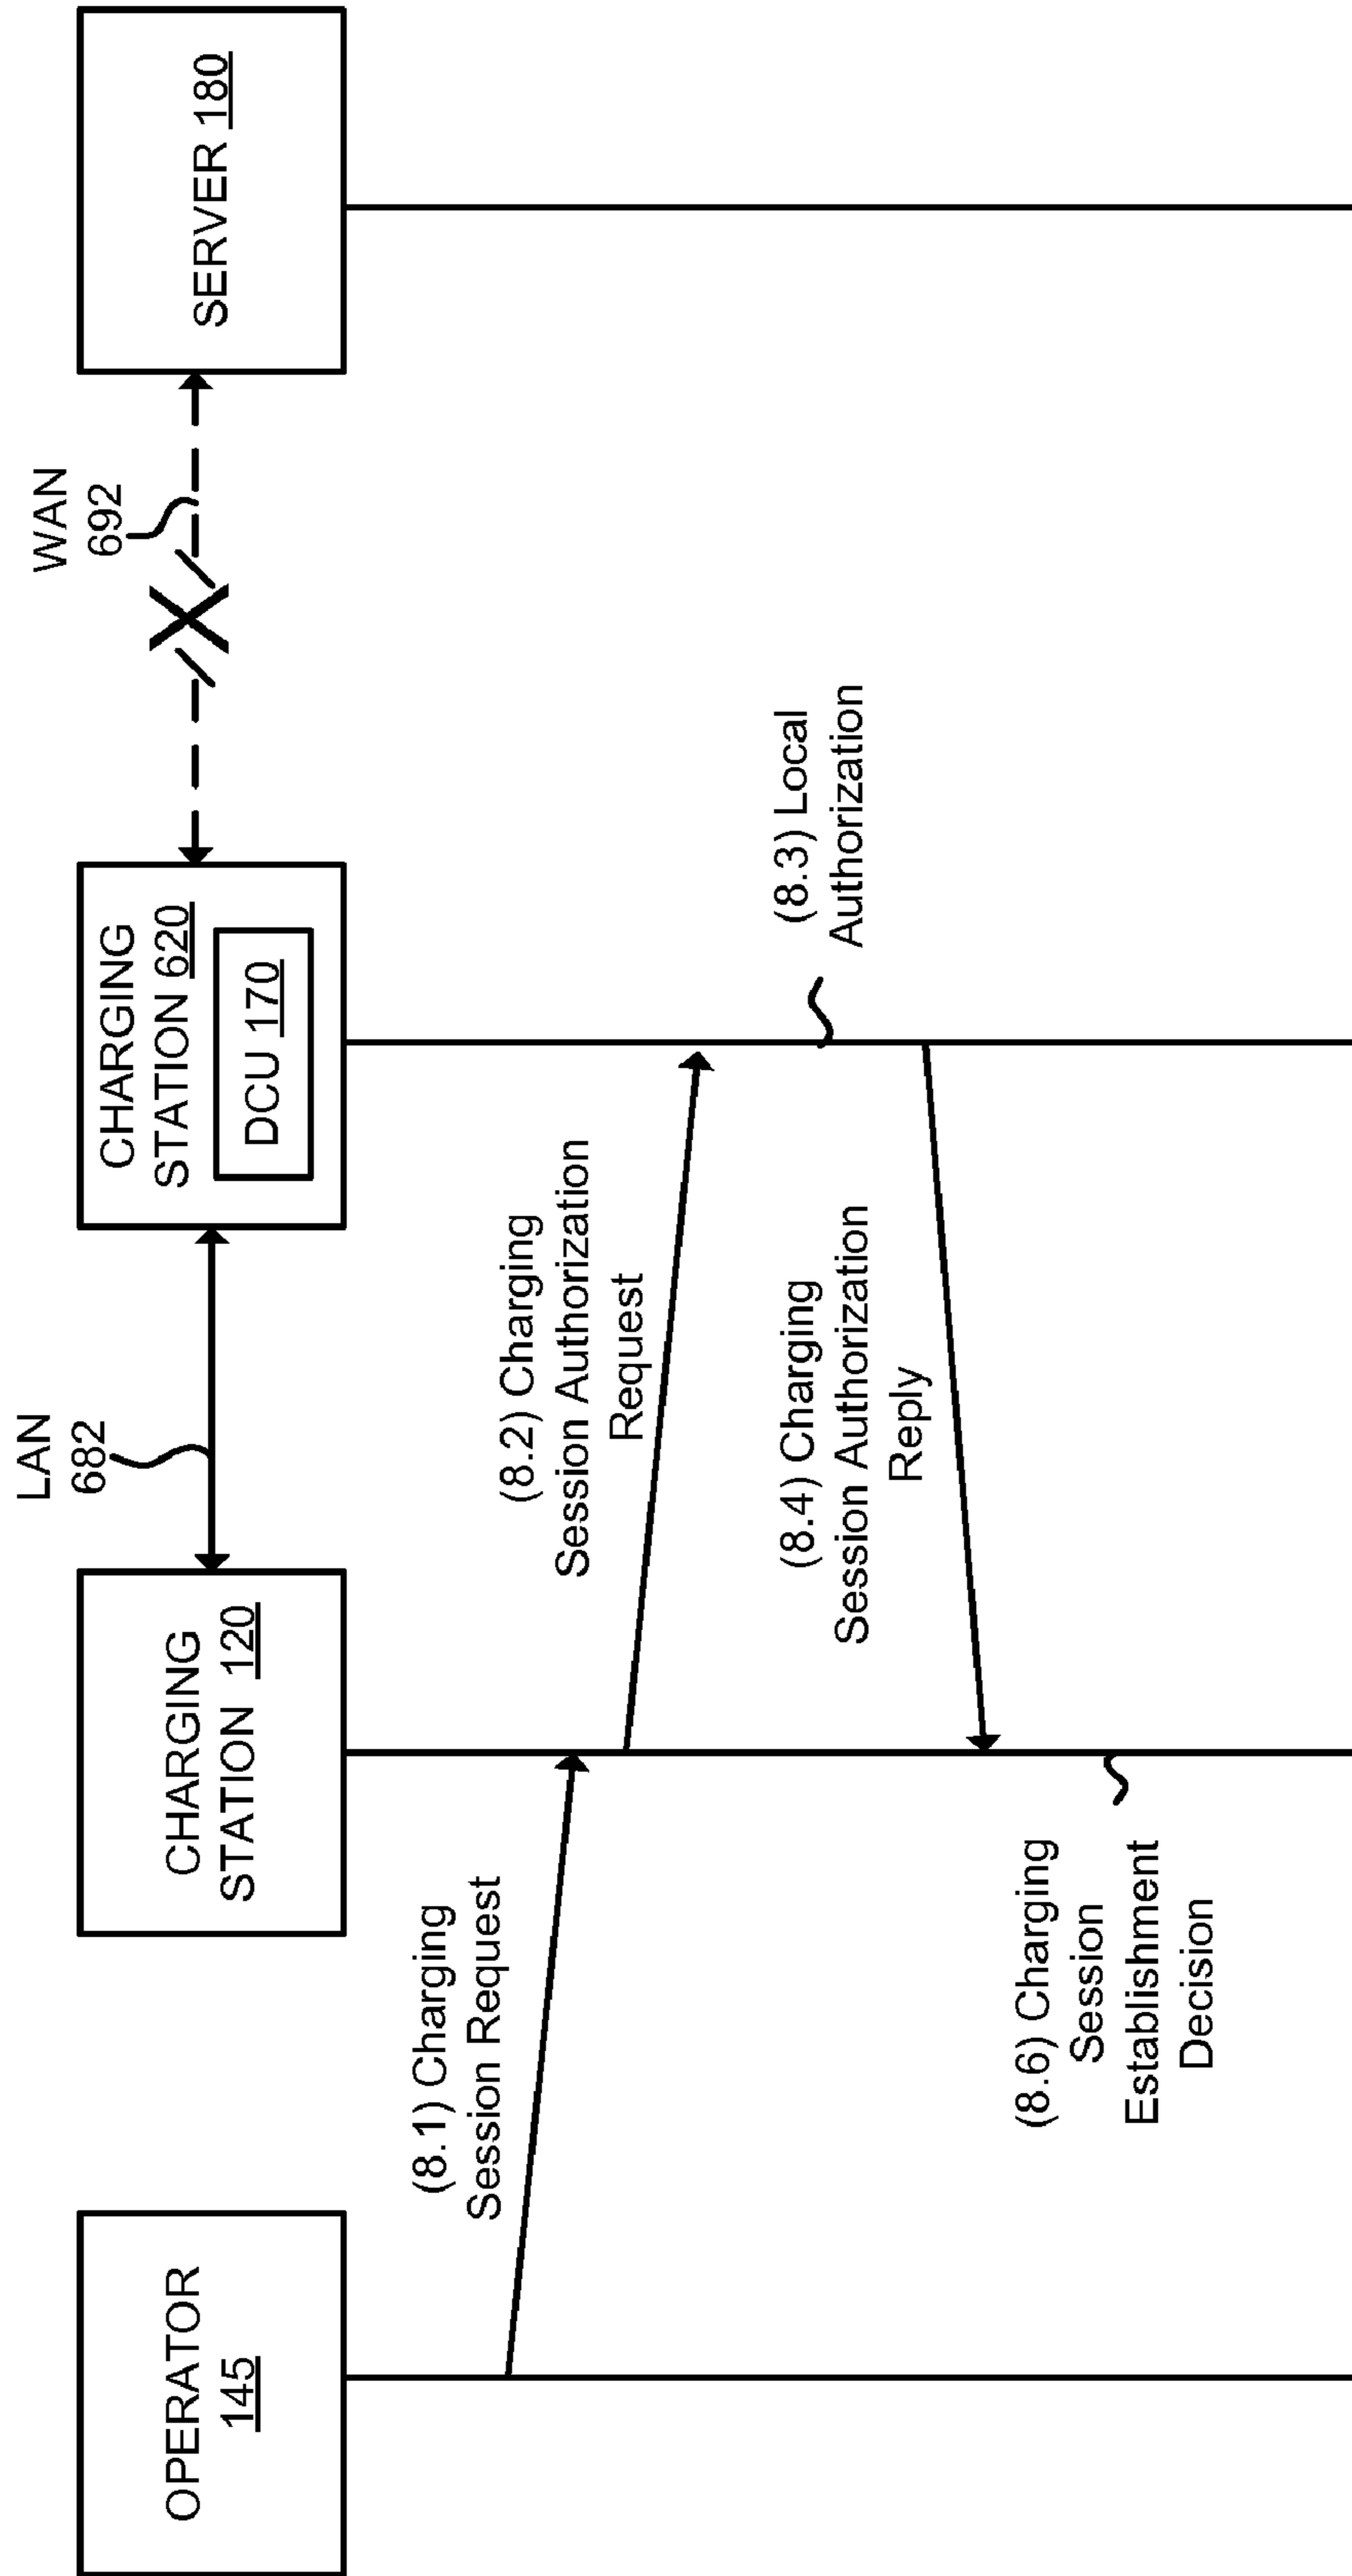 OPERATOR
145
CHARGING
STATION 120
LAN
682
CHARGING
STATION 620
DCU 170
WAN
692
SERVER 180
(8.1) Charging
Session Request
(8.2) Charging
Session Authorization
Request
(8.3) Local
Authorization
(8.4) Charging
Session Authorization
Reply
(8.6) Charging
Session
Establishment
Decision